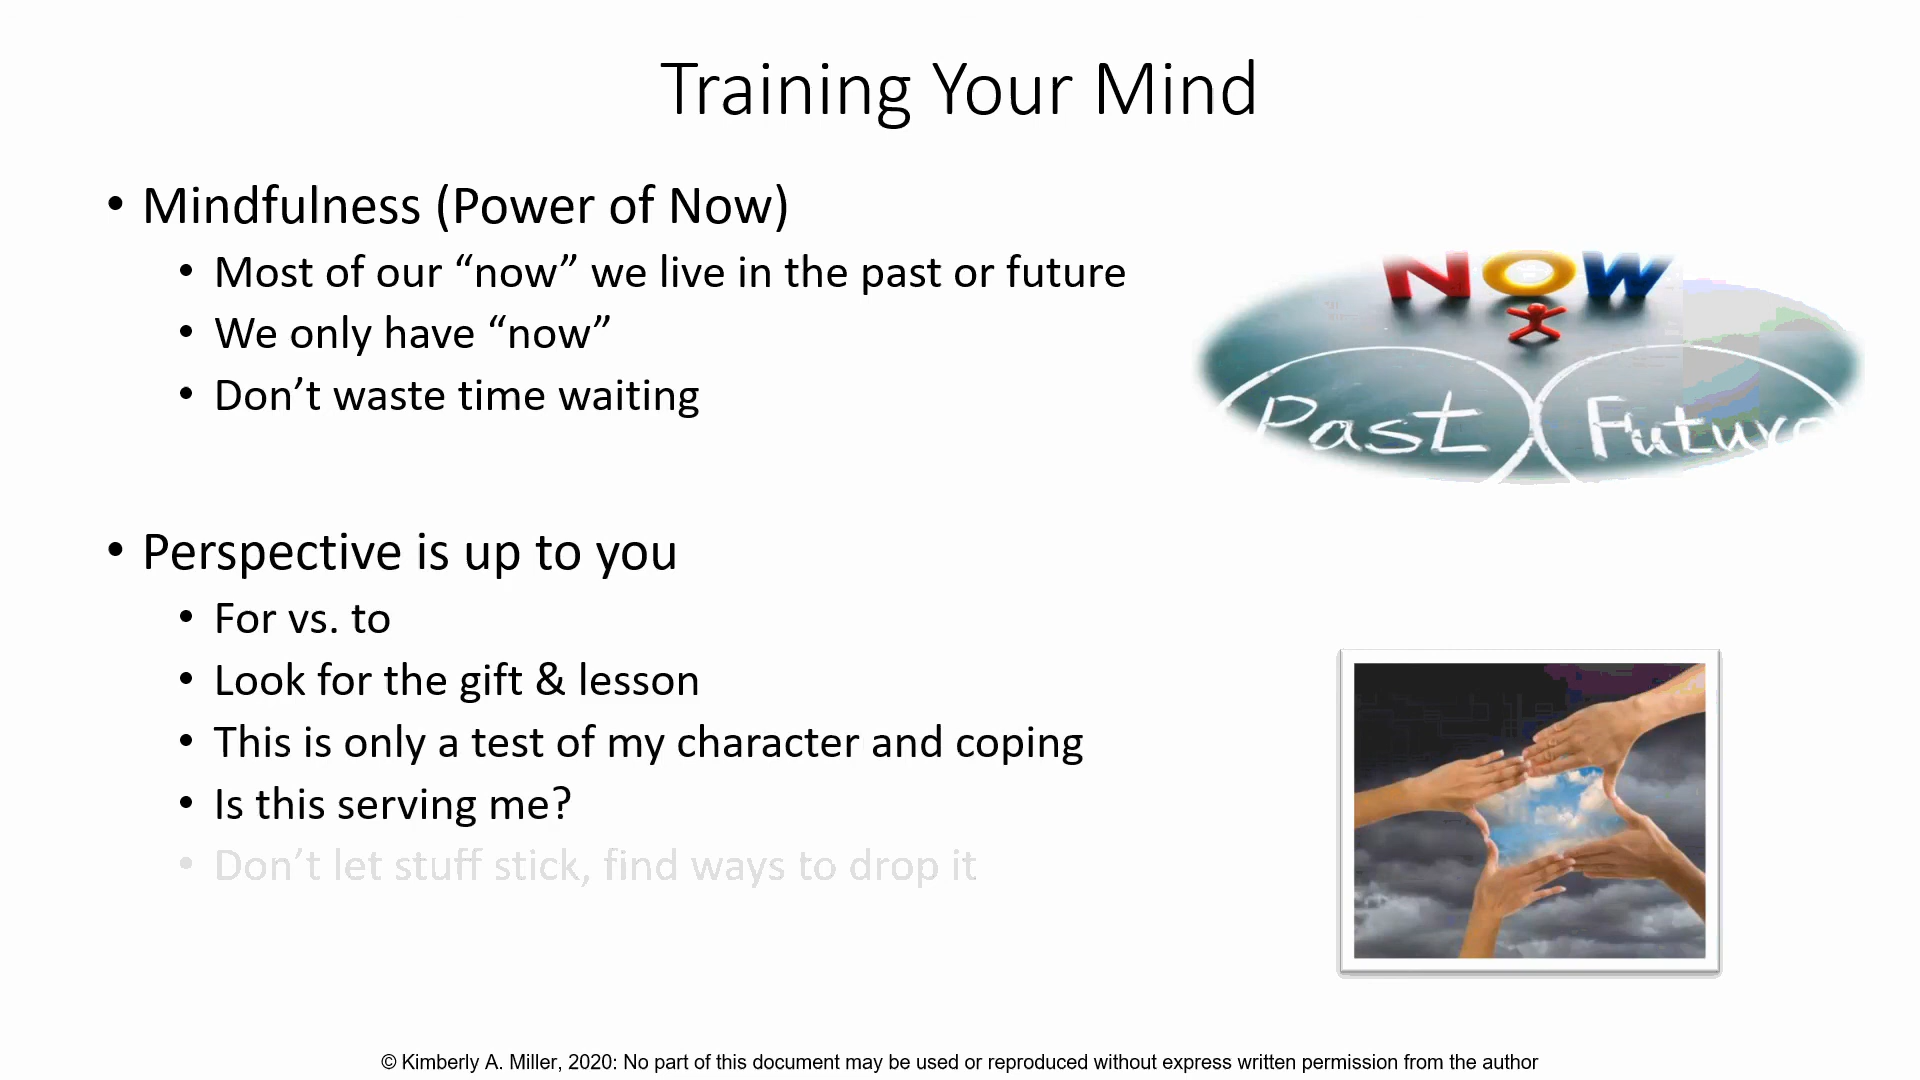 Training Your Mind
• Mindfulness (Power of Now)
• Most of our “now” we live in the past or future
• We only have “now”
• Don’t waste time waiting
NOW
Past Future
• Perspective is up to you
• For vs. to
• Look for the gift & lesson
• This is only a test of my character and coping
• Is this serving me?
• Don’t let stuff stick, find ways to drop it
© Kimberly A. Miller, 2020: No part of this document may be used or reproduced without express written permission from the author